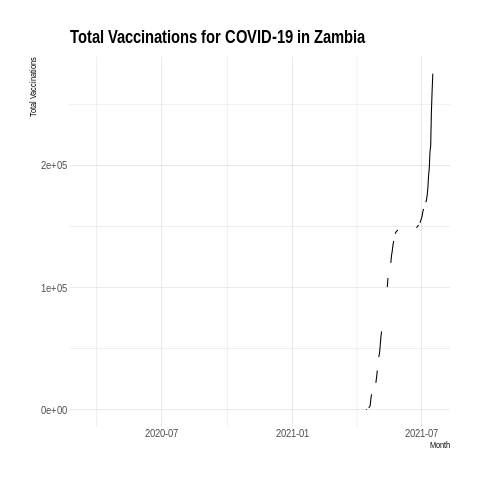 Total Vaccinations for COVID-19 in Zambia
Total Vaccinations
2e+05
1e+05
0e+00
2020-07
2021-01
2021-07
Month